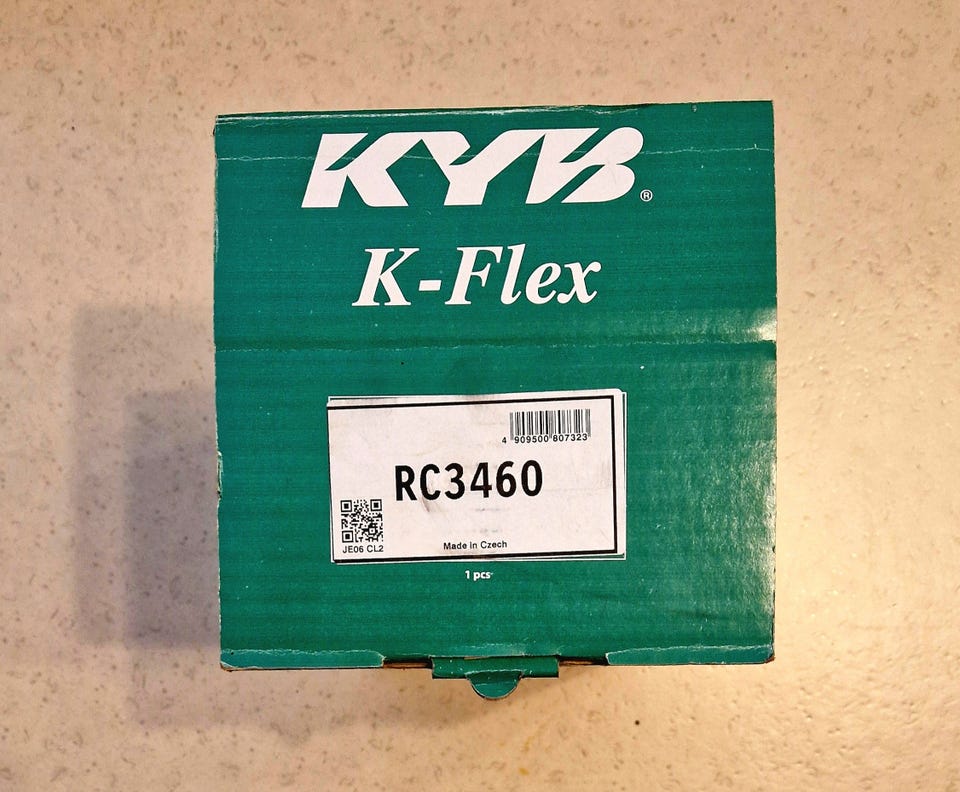 KYB®
K-Flex
4 909500 807323
RC3460
JE06 CL2
Made in Czech
1 pcs